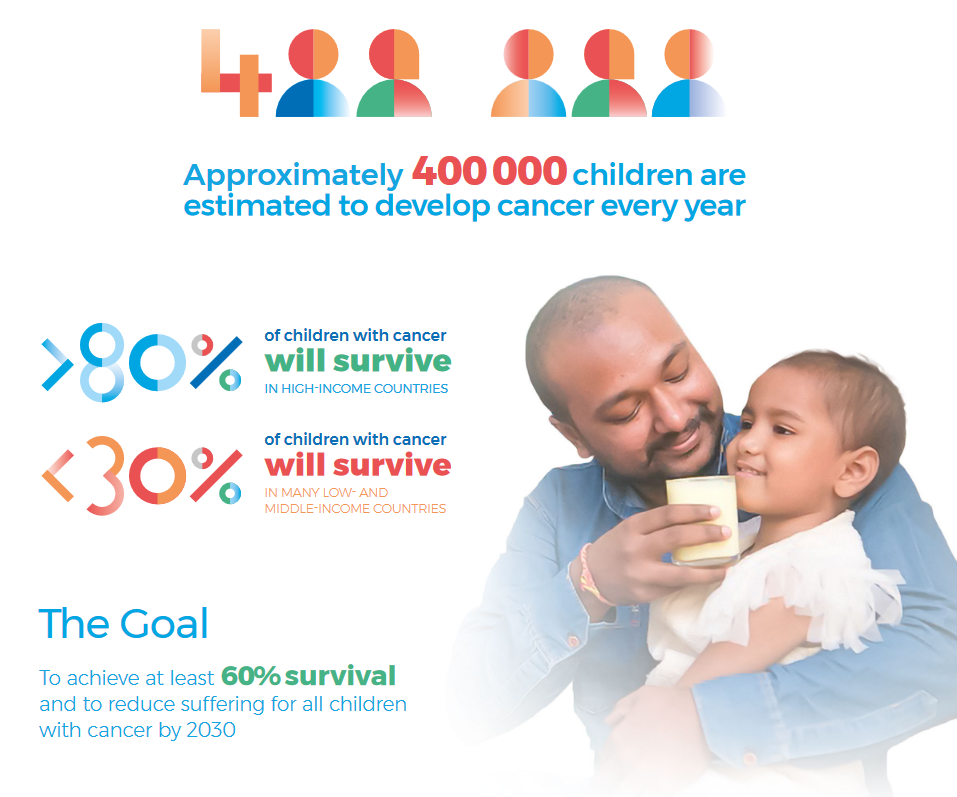 4
Approximately 400 000 children are
estimated to develop cancer every year
>80%
of children with cancer
will survive
IN HIGH-INCOME COUNTRIES
<30%
of children with cancer
will survive
IN MANY LOW- AND
MIDDLE-INCOME COUNTRIES
The Goal
To achieve at least 60% survival
and to reduce suffering for all children
with cancer by 2030